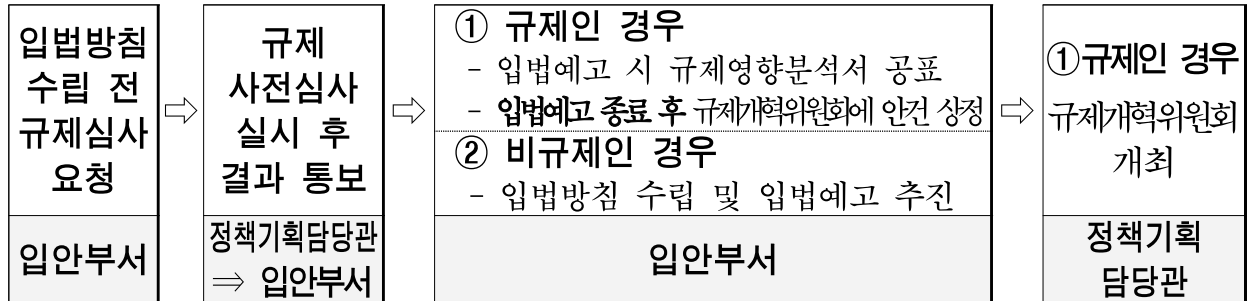 입법방침
수립 전
규제심사
요청
입안부서
⇨
규제
사전심사
실시 후
결과 통보
정책기획담당관
⇒ 입안부서
⇨
① 규제인 경우
- 입법예고 시 규제영향분석서 공표
- 입법예고 종료 후 규제개혁위원회에 안건 상정
② 비규제인 경우
- 입법방침 수립 및 입법예고 추진
입안부서
⇨
①규제인 경우
규제개혁위원회
개최
정책기획
담당관